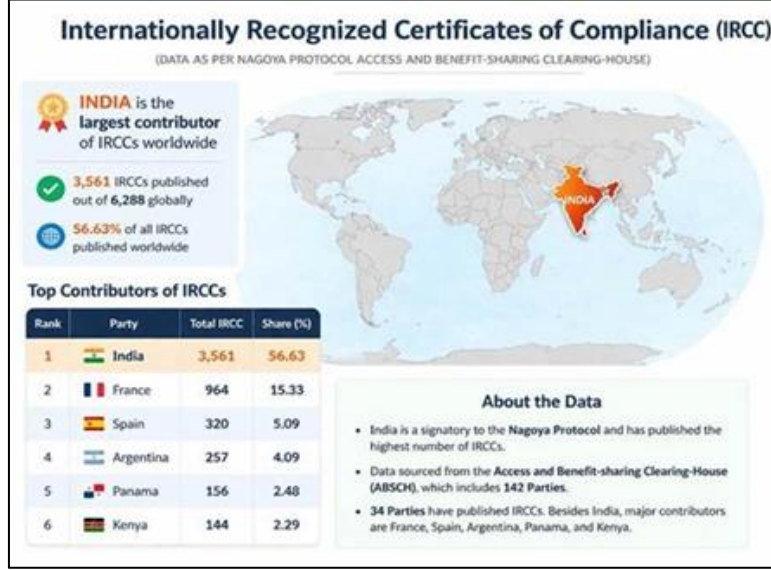 Internationally Recognized Certificates of Compliance (IRCC)
(DATA AS PER NAGOYA PROTOCOL ACCESS AND BENEFIT-SHARING CLEARING-HOUSE)
INDIA is the
largest contributor
of IRCCs worldwide
3,561 IRCCs published
out of 6,288 globally
56.63% of all IRCCs
published worldwide
INDIA
Top Contributors of IRCCs
Rank Party Total IRCC Share (%)
1 India 3,561 56.63
2 France 964 15.33
3 Spain 320 5.09
4 Argentina 257 4.09
5 Panama 156 2.48
6 Kenya 144 2.29
About the Data
• India is a signatory to the Nagoya Protocol and has published the
highest number of IRCCs.
• Data sourced from the Access and Benefit-sharing Clearing-House
(ABSCH), which includes 142 Parties.
• 34 Parties have published IRCCs. Besides India, major contributors
are France, Spain, Argentina, Panama, and Kenya.